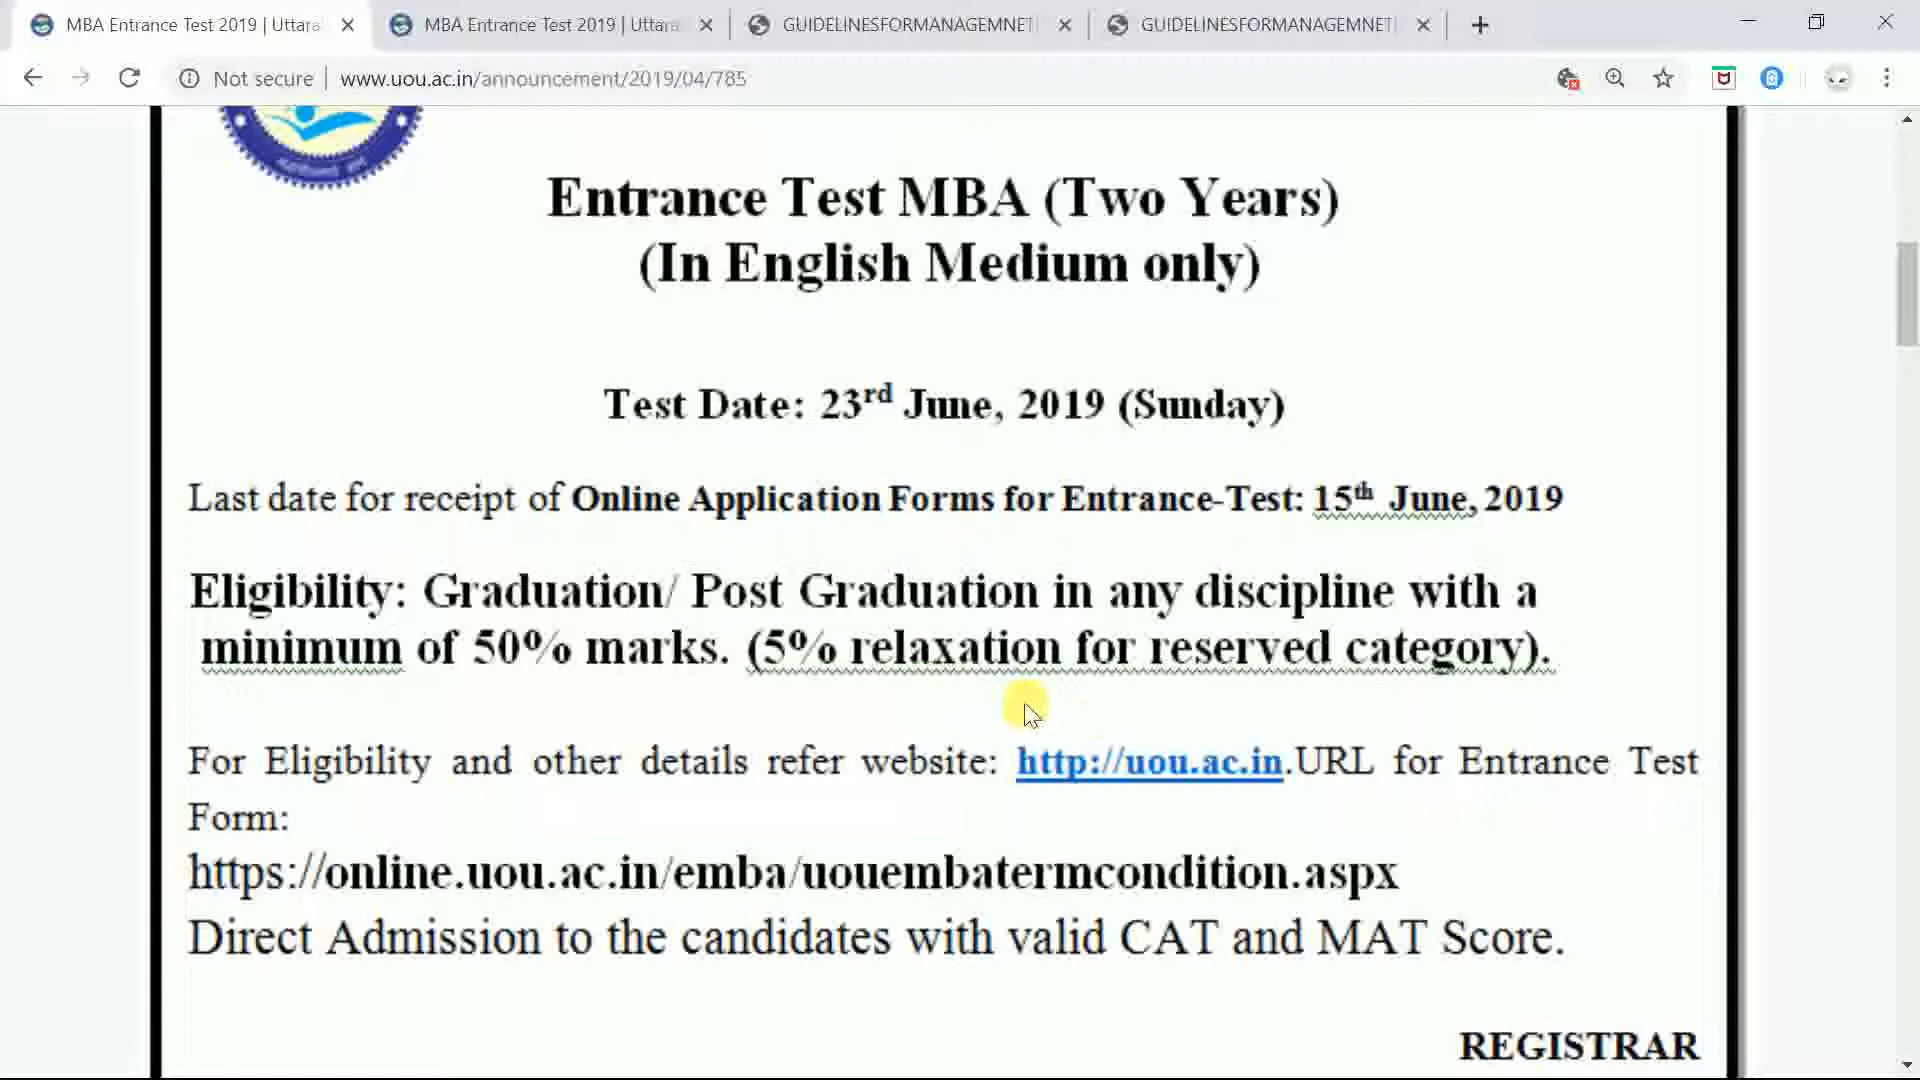 MBA Entrance Test 2019 | Uttara
MBA Entrance Test 2019 | Uttara
GUIDELINESFORMANAGEMNET
GUIDELINESFORMANAGEMNET
Not secure | www.uou.ac.in/announcement/2019/04/785
Entrance Test MBA (Two Years)
(In English Medium only)
Test Date: 23rd June, 2019 (Sunday)
Last date for receipt of Online Application Forms for Entrance-Test: 15th June, 2019
Eligibility: Graduation/ Post Graduation in any discipline with a
minimum of 50% marks. (5% relaxation for reserved category).
For Eligibility and other details refer website: http://uou.ac.in.URL for Entrance Test
Form:
https://online.uou.ac.in/emba/uouembatermcondition.aspx
Direct Admission to the candidates with valid CAT and MAT Score.
REGISTRAR